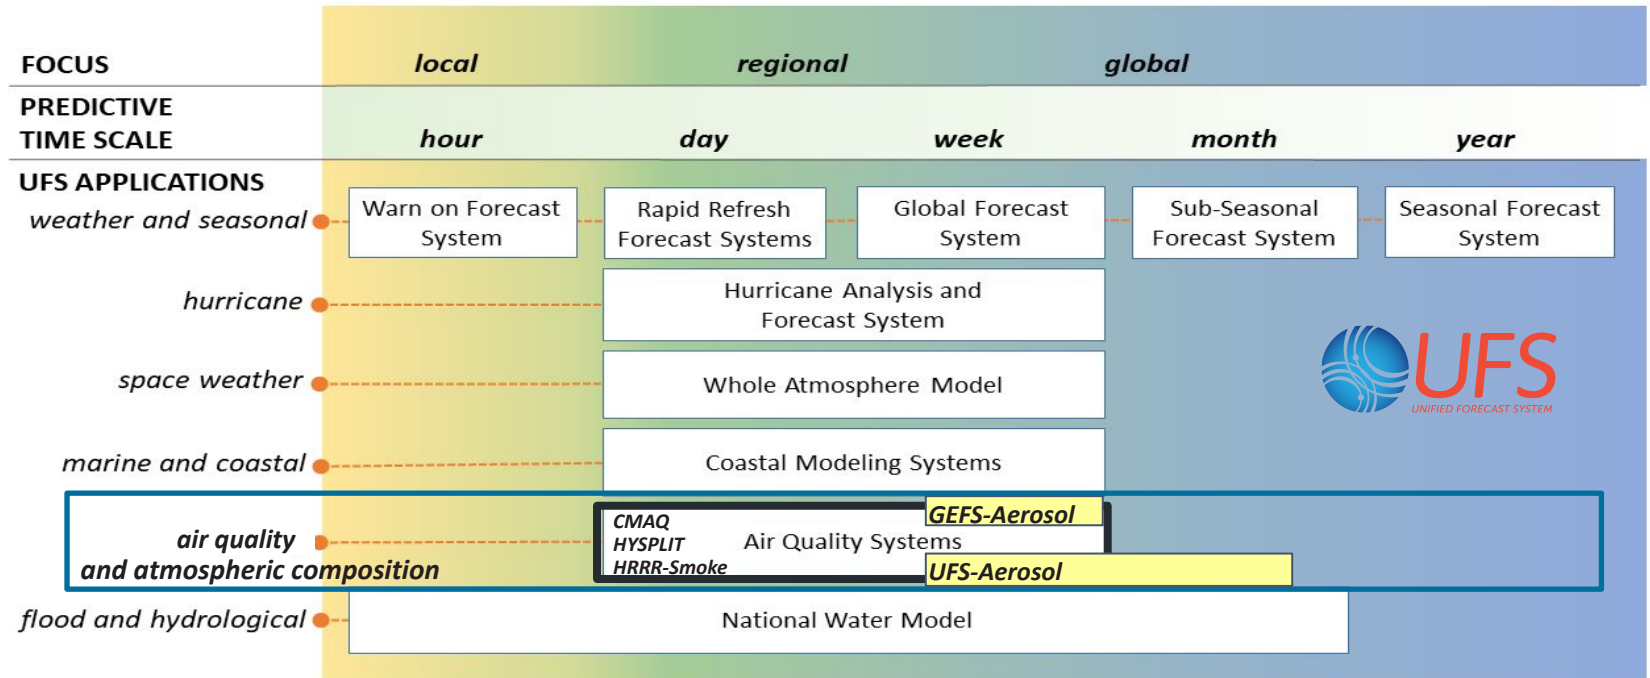 FOCUS local regional global
PREDICTIVE
TIME SCALE hour day week month year
UFS APPLICATIONS
weather and seasonal
Warn on Forecast
System
Rapid Refresh
Forecast Systems
Global Forecast
System
Sub-Seasonal
Forecast System
Seasonal Forecast
System
hurricane
Hurricane Analysis and
Forecast System
space weather
Whole Atmosphere Model
UFS
UNIFIED FORECAST SYSTEM
marine and coastal
Coastal Modeling Systems
air quality
and atmospheric composition
CMAQ
HYSPLIT
HRRR-Smoke
Air Quality Systems
GEFS-Aerosol
UFS-Aerosol
flood and hydrological
National Water Model